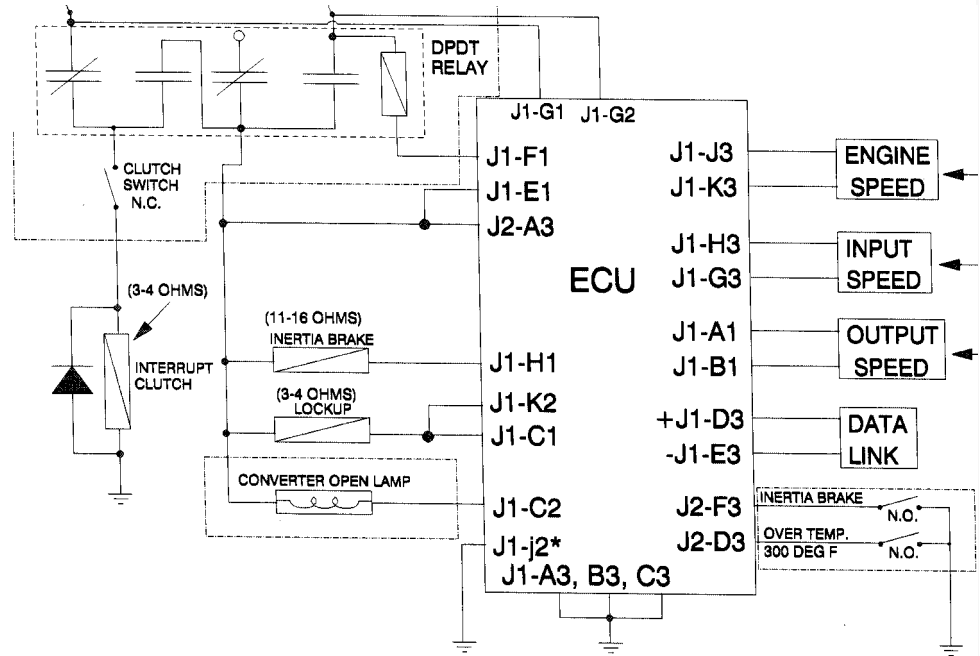 DPDT
RELAY
J1-G1 J1-G2
J1-F1
J1-E1
J2-A3
J1-J3
J1-K3
ENGINE
SPEED
CLUTCH
SWITCH
N.C.
ECU
J1-H3
J1-G3
INPUT
SPEED
(3-4 OHMS)
INTERRUPT
CLUTCH
(11-16 OHMS)
INERTIA BRAKE
J1-H1
J1-A1
J1-B1
OUTPUT
SPEED
(3-4 OHMS)
LOCKUP
J1-K2
J1-C1
+J1-D3
-J1-E3
DATA
LINK
CONVERTER OPEN LAMP
J1-C2
J1-j2*
J2-F3
J2-D3
INERTIA BRAKE
N.O.
OVER TEMP.
300 DEG F
N.O.
J1-A3, B3, C3